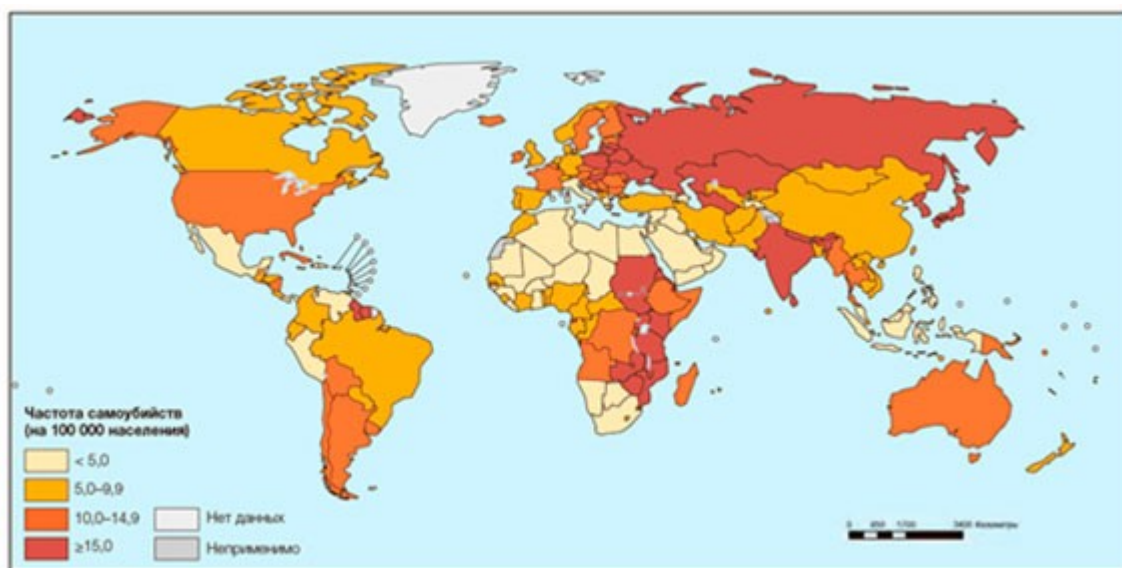 Частота самоубийств
(на 100 000 населения)
< 5,0
5,0–9,9
10,0–14,9
≥15,0
Нет данных
Неприменимо
0 850 1700 3400 Километры